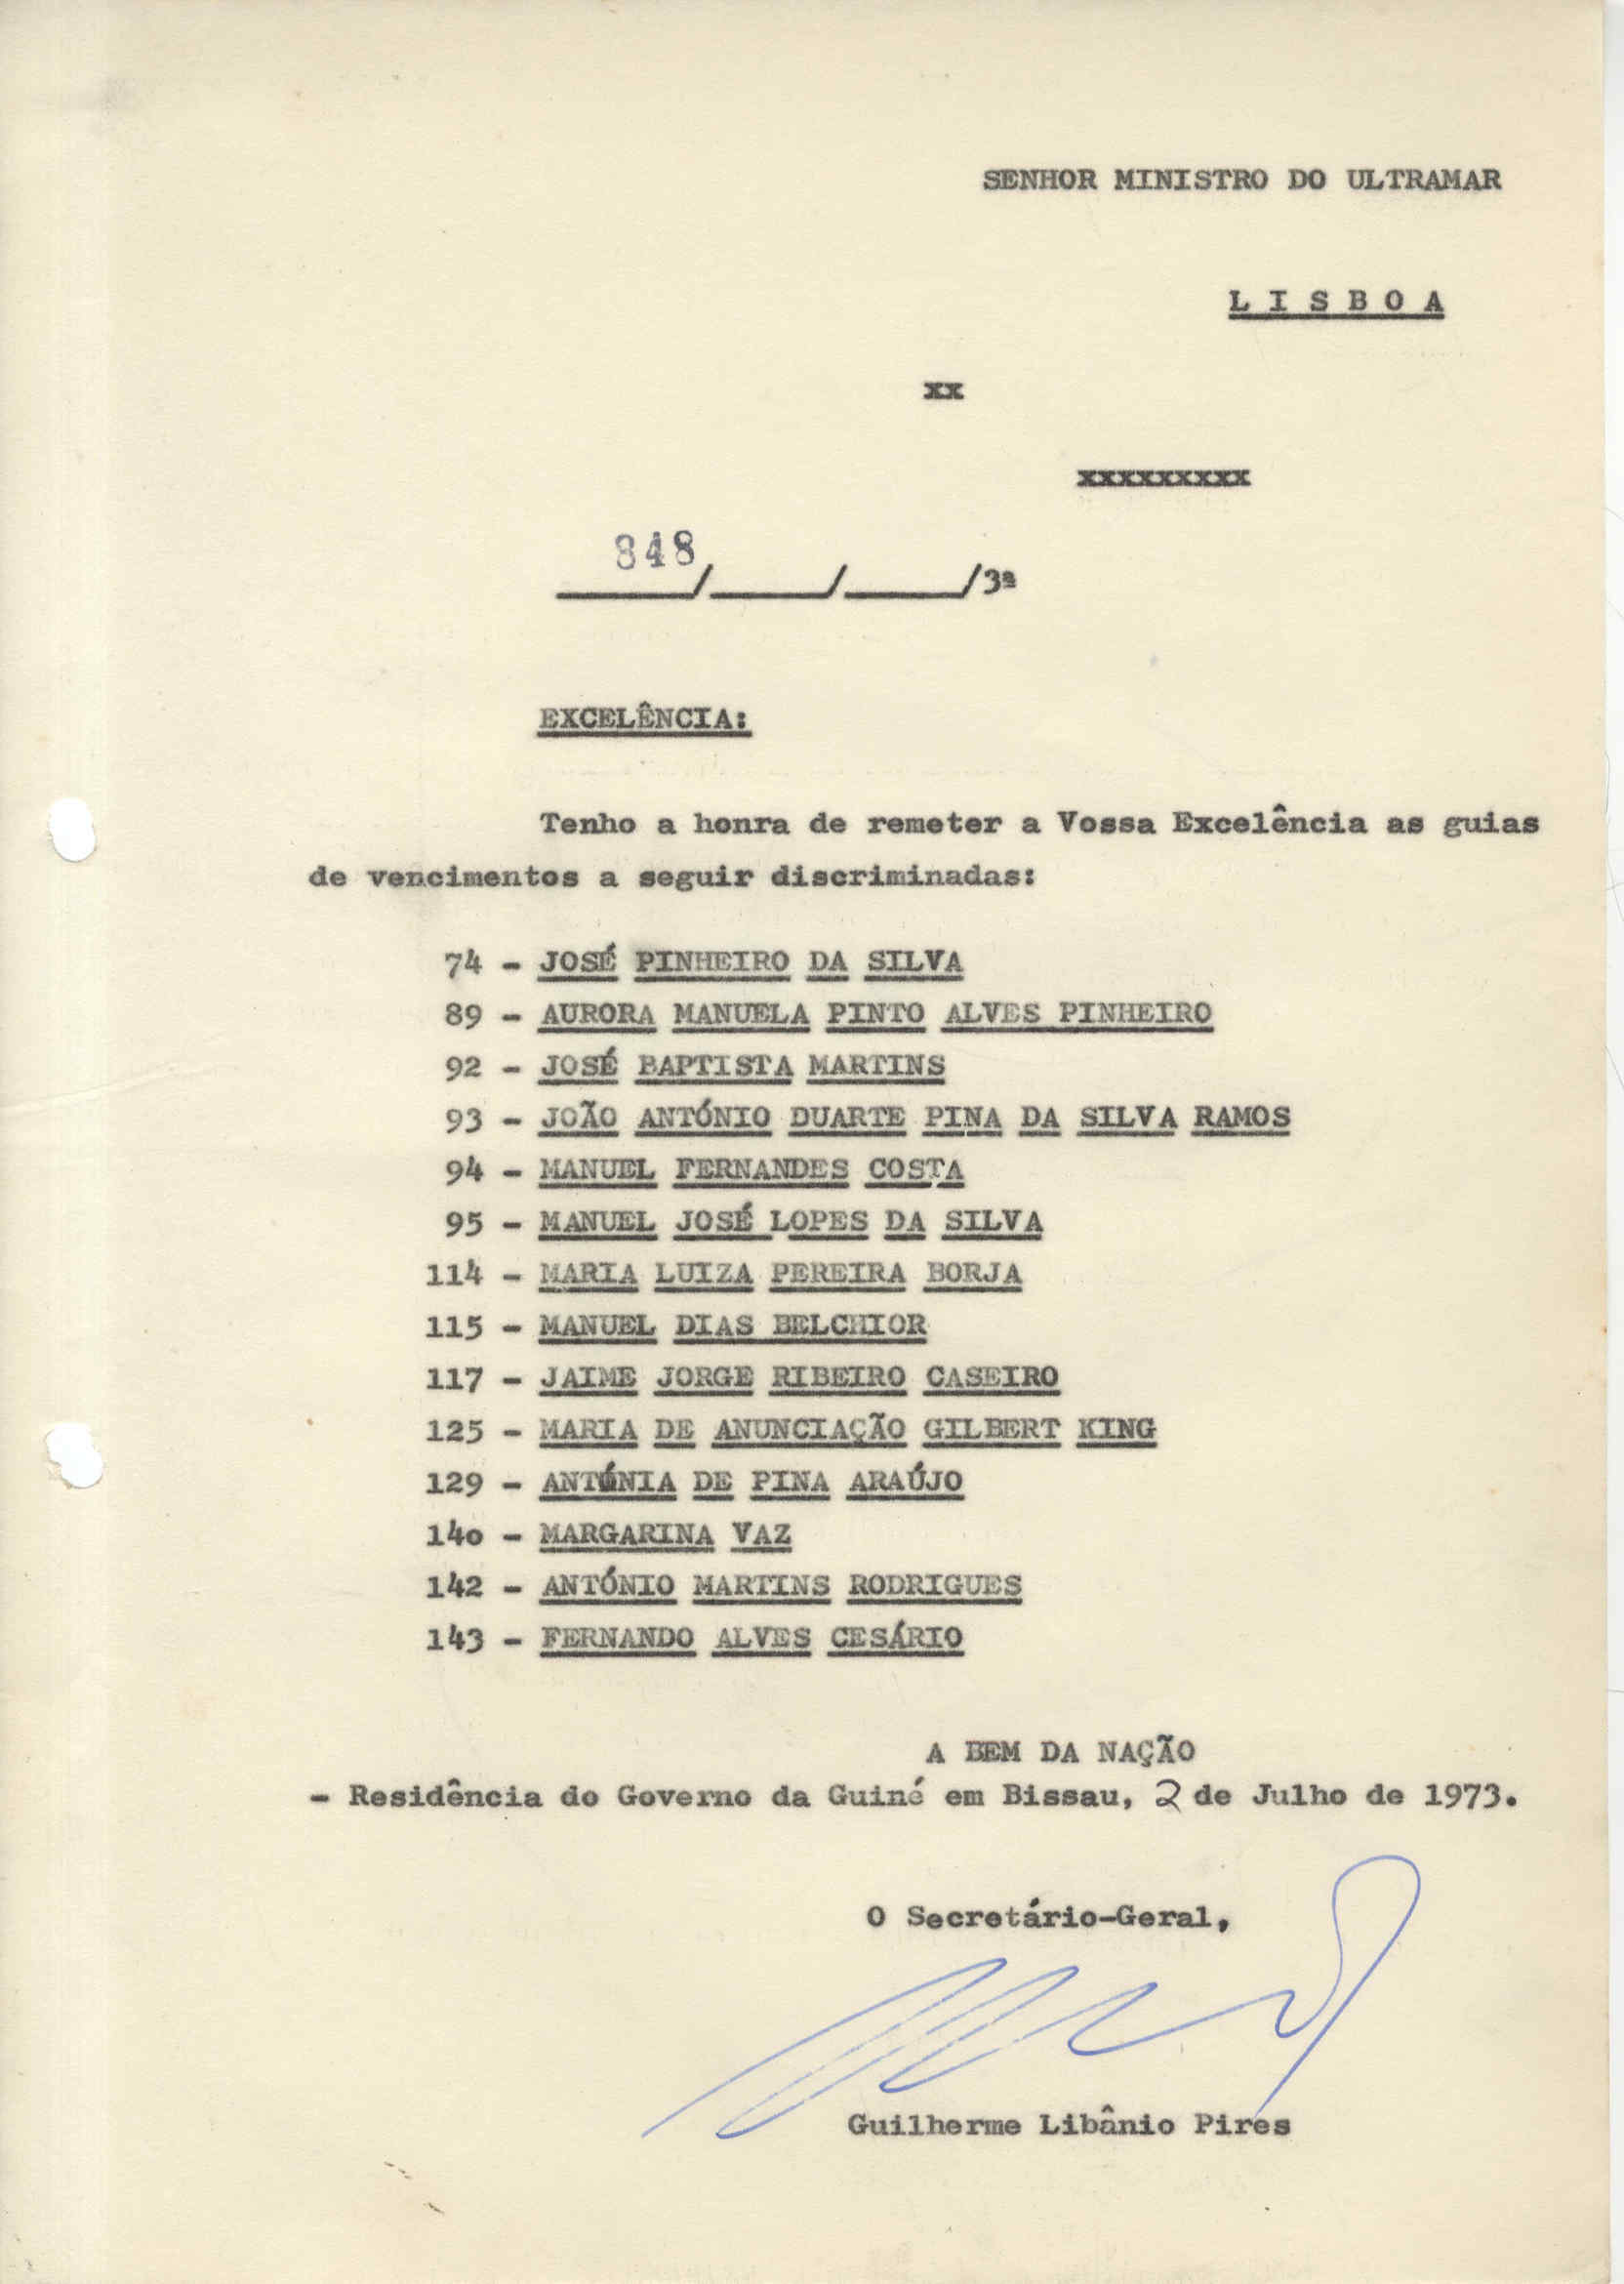 SENHOR MINISTRO DO ULTRAMAR
L I S B O A
xx
xxxxxxxxx
848
_____/____/____/3ª
EXCELÊNCIA:
Tenho a honra de remeter a Vossa Excelência as guias
de vencimentos a seguir discriminadas:
74 - JOSÉ PINHEIRO DA SILVA
89 - AURORA MANUELA PINTO ALVES PINHEIRO
92 - JOSÉ BAPTISTA MARTINS
93 - JOÃO ANTÓNIO DUARTE PINA DA SILVA RAMOS
94 - MANUEL FERNANDES COSTA
95 - MANUEL JOSÉ LOPES DA SILVA
114 - MARIA LUIZA PEREIRA BORJA
115 - MANUEL DIAS BELCHIOR
117 - JAIME JORGE RIBEIRO CASEIRO
125 - MARIA DE ANUNCIAÇÃO GILBERT KING
129 - ANTÓNIA DE PINA ARAÚJO
14o - MARGARINA VAZ
142 - ANTÓNIO MARTINS RODRIGUES
143 - FERNANDO ALVES CESÁRIO
A BEM DA NAÇÃO
- Residência do Governo da Guiné em Bissau, 2 de Julho de 1973.
O Secretário-Geral,
Guilherme Libânio Pires